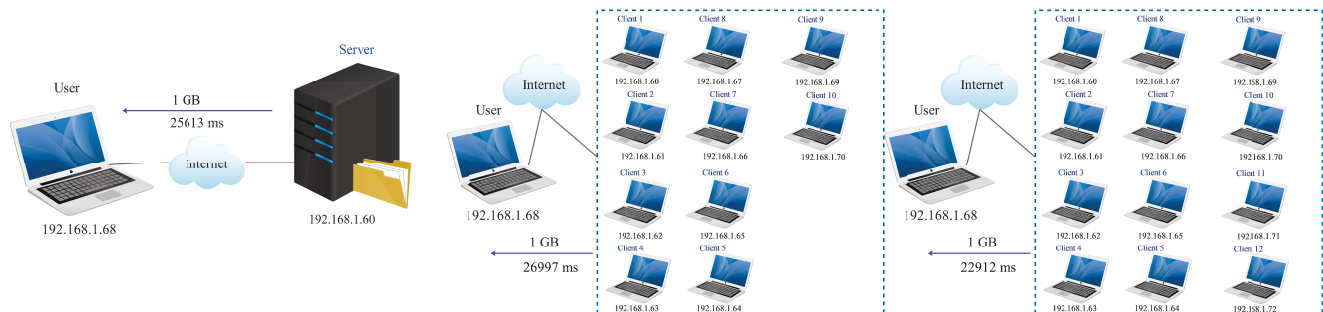 User
Server
1 GB
25613 ms
Internet
192.168.1.68
192.168.1.60
User
Internet
192.168.1.68
1 GB
26997 ms
Client 1
Client 8
Client 9
192.168.1.60
192.168.1.67
192.168.1.69
Client 2
Client 7
Client 10
192.168.1.61
192.168.1.66
192.168.1.70
Client 3
Client 6
192.168.1.62
192.168.1.65
Client 4
Client 5
192.168.1.63
192.168.1.64
User
Internet
192.168.1.68
1 GB
22912 ms
Client 1
Client 8
Client 9
192.168.1.60
192.168.1.67
192.168.1.69
Client 2
Client 7
Client 10
192.168.1.61
192.168.1.66
192.168.1.70
Client 3
Client 6
Client 11
192.168.1.62
192.168.1.65
192.168.1.71
Client 4
Client 5
Client 12
192.168.1.63
192.168.1.64
192.168.1.72